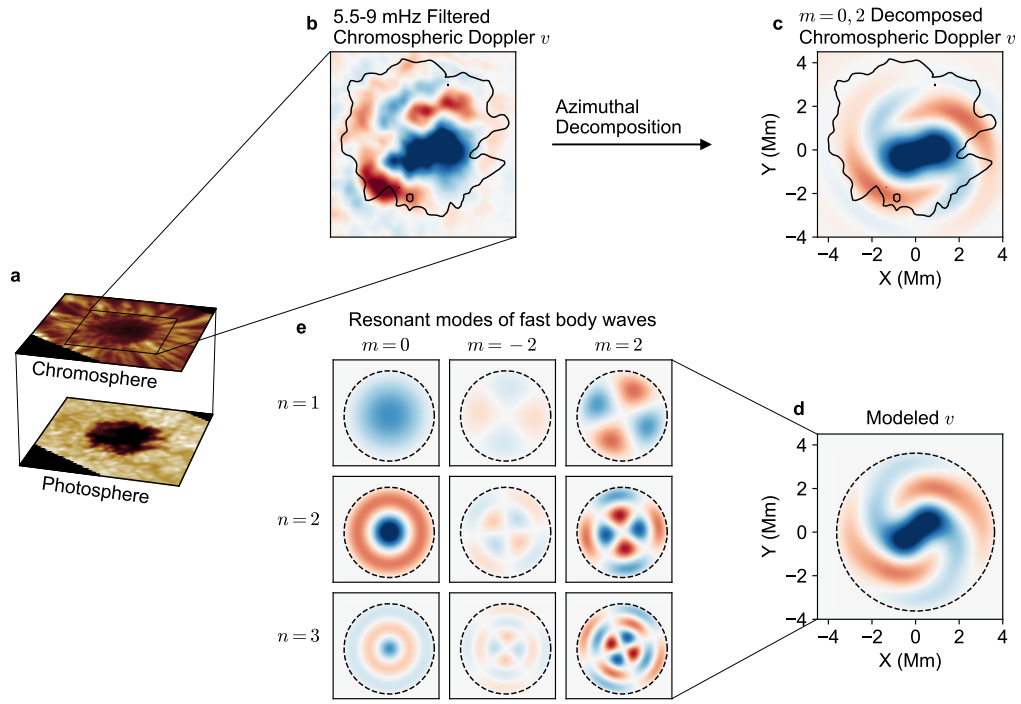 b 5.5-9 mHz Filtered
Chromospheric Doppler v
Azimuthal
Decomposition
c m = 0, 2 Decomposed
Chromospheric Doppler v
4
2
0
−2
−4
Y (Mm)
−4 −2 0 2 4
X (Mm)
a
Chromosphere
Photosphere
e Resonant modes of fast body waves
m = 0 m = −2 m = 2
n = 1
n = 2
n = 3
d
Modeled v
4
2
0
−2
−4
Y (Mm)
−4 −2 0 2 4
X (Mm)